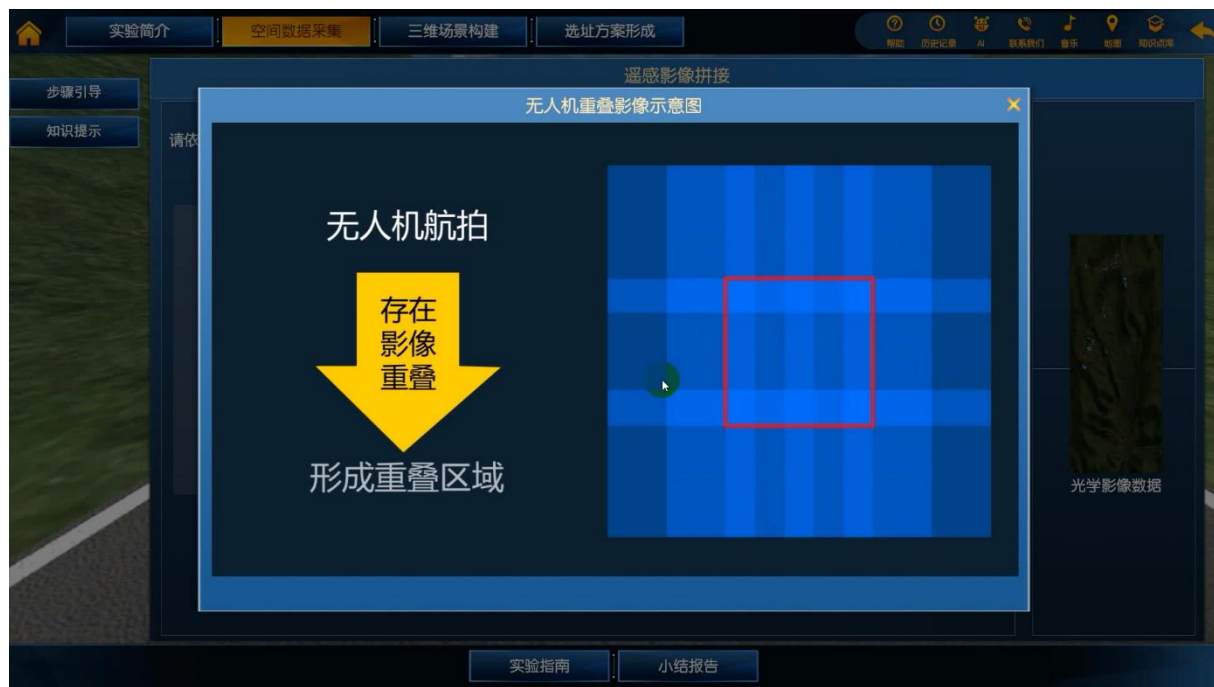 实验简介
空间数据采集
三维场景构建
选址方案形成
帮助
历史记录
AI
联系我们
音乐
地图
知识点库
步骤引导
知识提示
遥感影像拼接
无人机重叠影像示意图
请依
无人机航拍
存在
影像
重叠
形成重叠区域
光学影像数据
实验指南
小结报告